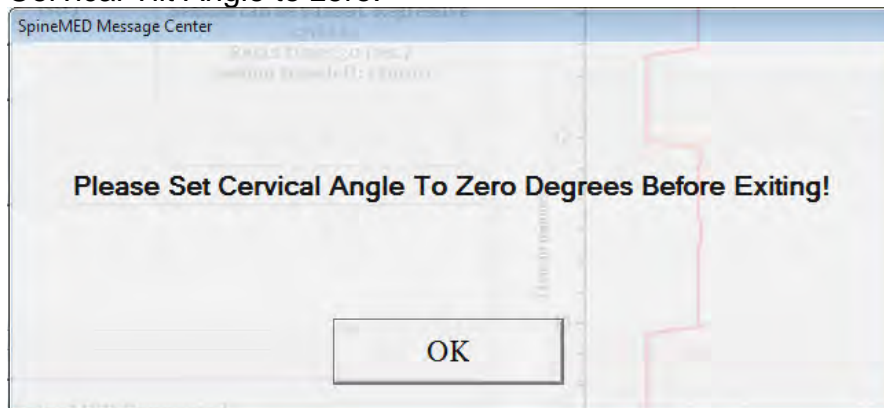 Cervical Tilt Angle to zero.
SpineMED Message Center
Please Set Cervical Angle To Zero Degrees Before Exiting!
OK